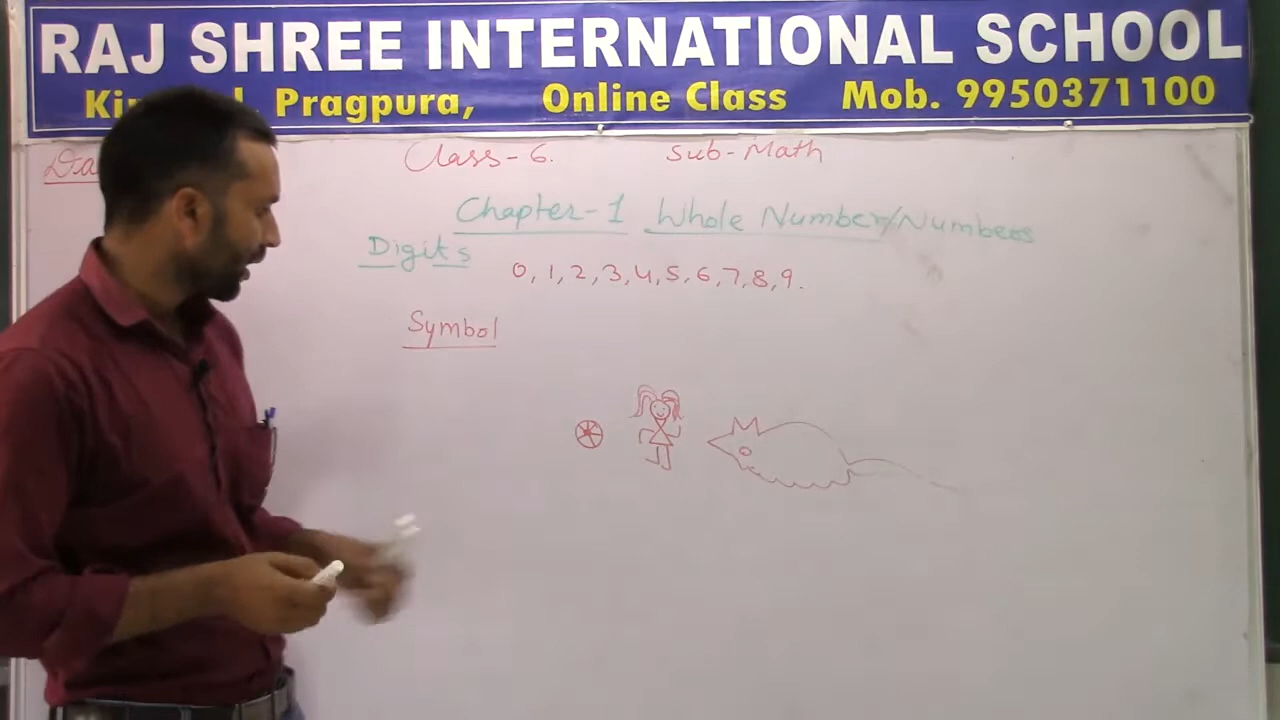 RAJ SHREE INTERNATIONAL SCHOOL
Pragpura, Online Class Mob. 9950371100
Class-6. Sub-Math
Chapter-1 Whole Number/Numbers
Digits
0, 1, 2, 3, 4, 5, 6, 7, 8, 9.
Symbol